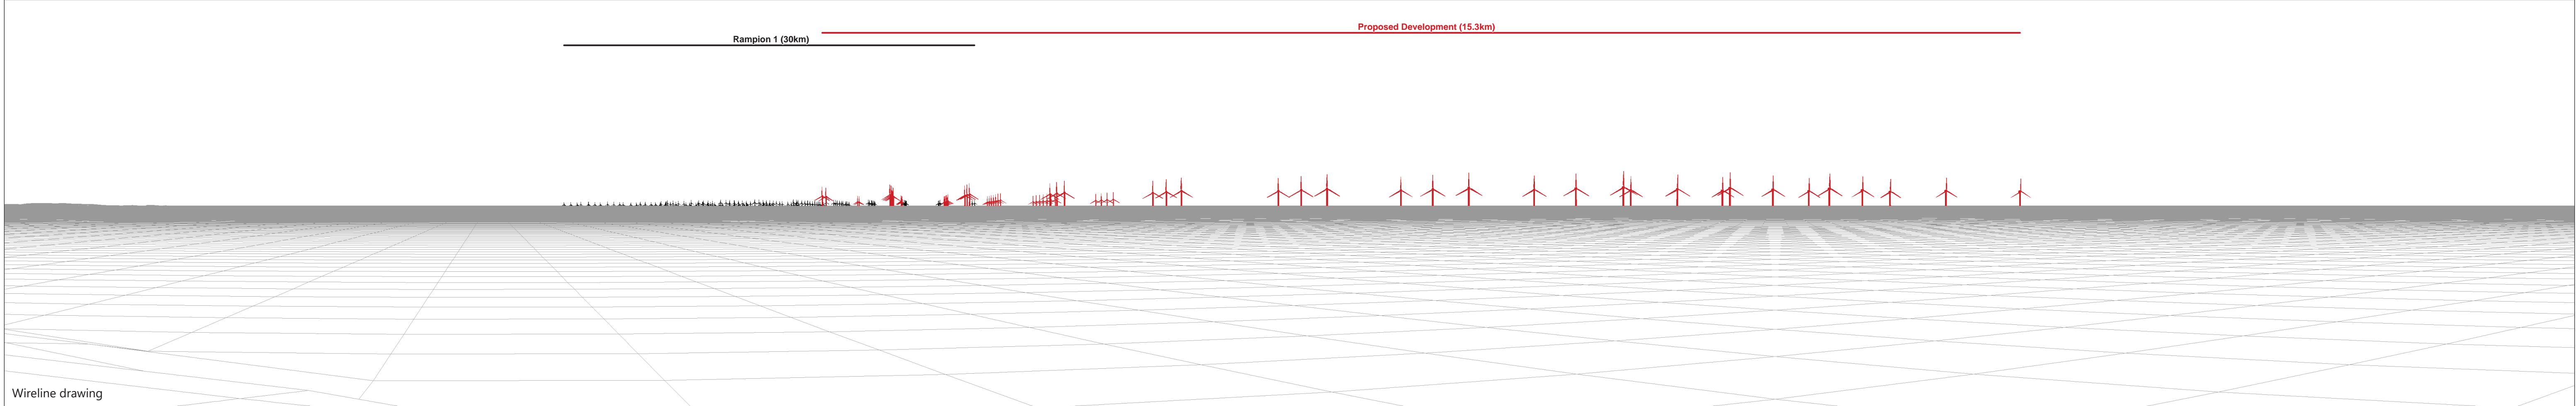 Proposed Development (15.3km)
Rampion 1 (30km)
Wireline drawing